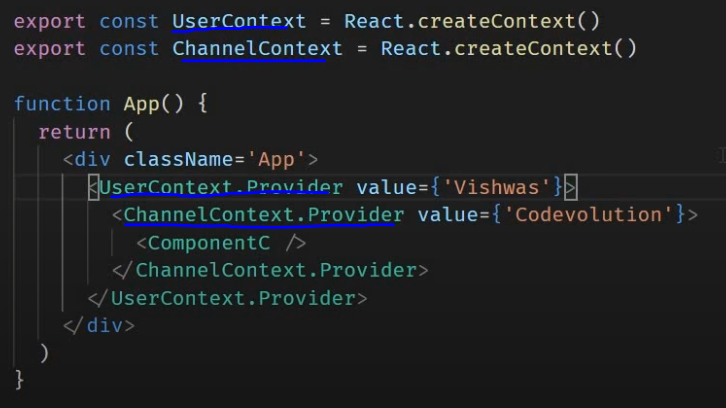 export const UserContext = React.createContext()
export const ChannelContext = React.createContext()
function App() {
return (
<div className='App'>
<UserContext.Provider value={'Vishwas'}>
<ChannelContext.Provider value={'Codevolution'}>
<ComponentC />
</ChannelContext.Provider>
</UserContext.Provider>
</div>
)
}